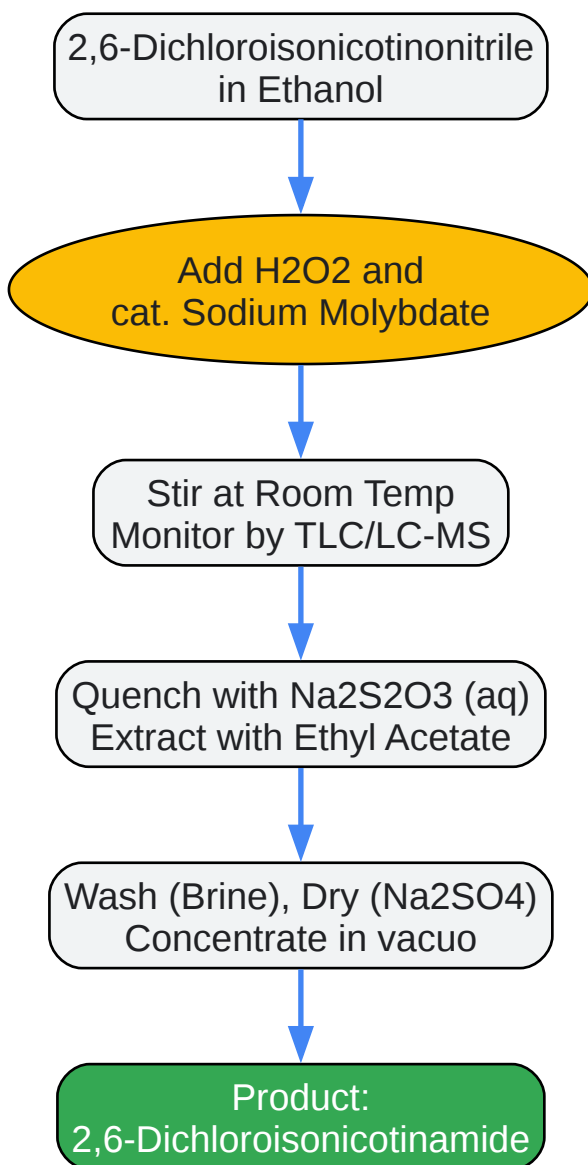 2,6-Dichloroisonicotinonitrile
in Ethanol
Add H2O2 and
cat. Sodium Molybdate
Stir at Room Temp
Monitor by TLC/LC-MS
Quench with Na2S2O3 (aq)
Extract with Ethyl Acetate
Wash (Brine), Dry (Na2SO4)
Concentrate in vacuo
Product:
2,6-Dichloroisonicotinamide